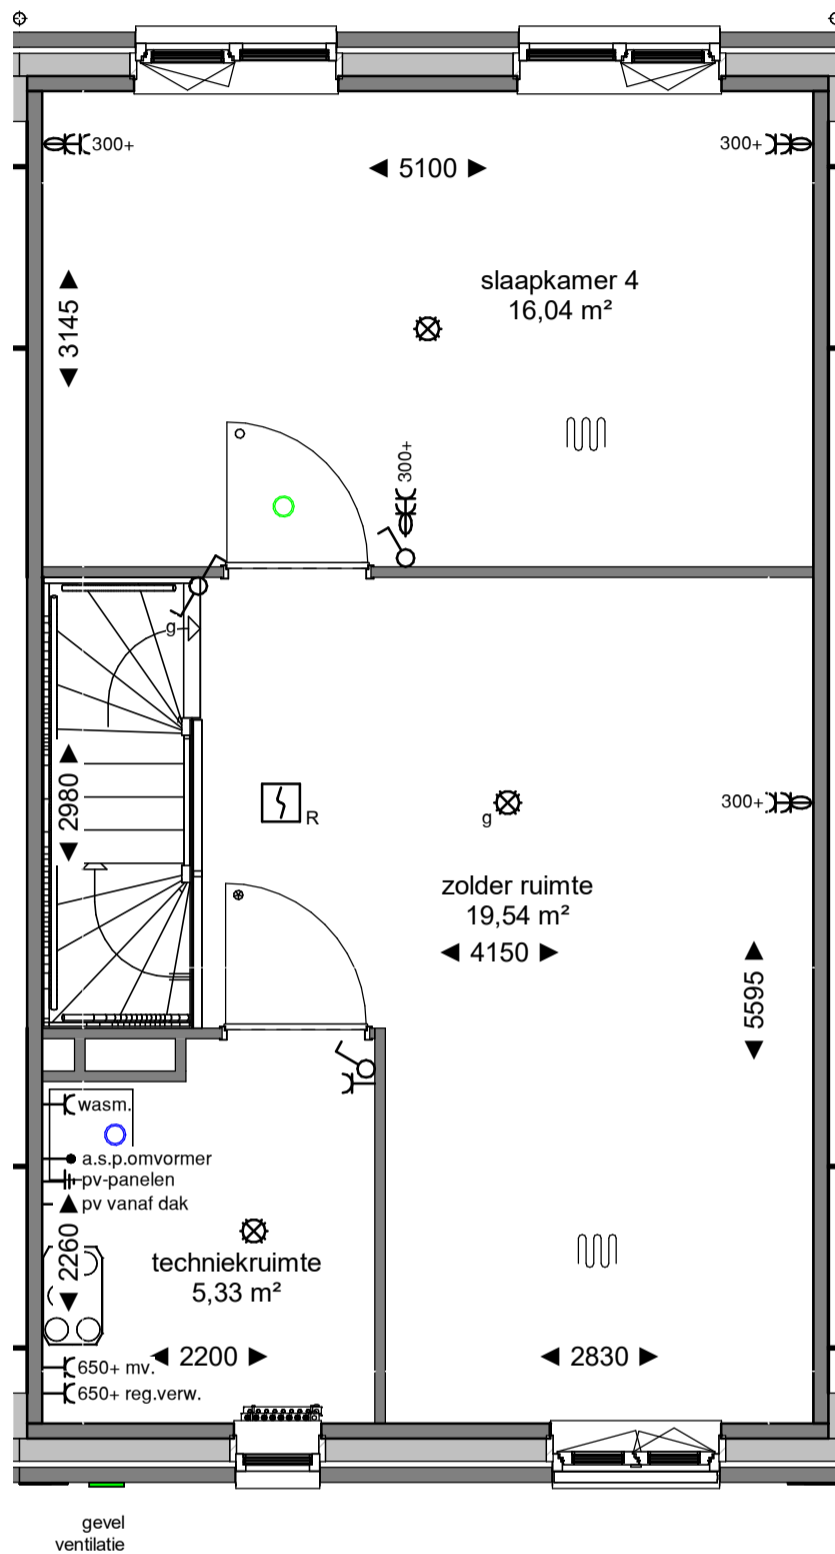 300+
300+
5100
slaapkamer 4
16,04 m²
3145
300+
g
2980
R
g
300+
zolder ruimte
19,54 m²
4150
5595
wasm.
a.s.p.omvormer
pv-panelen
pv vanaf dak
2260
techniekruimte
5,33 m²
2200
2830
650+ mv.
650+ reg.verw.
gevel
ventilatie